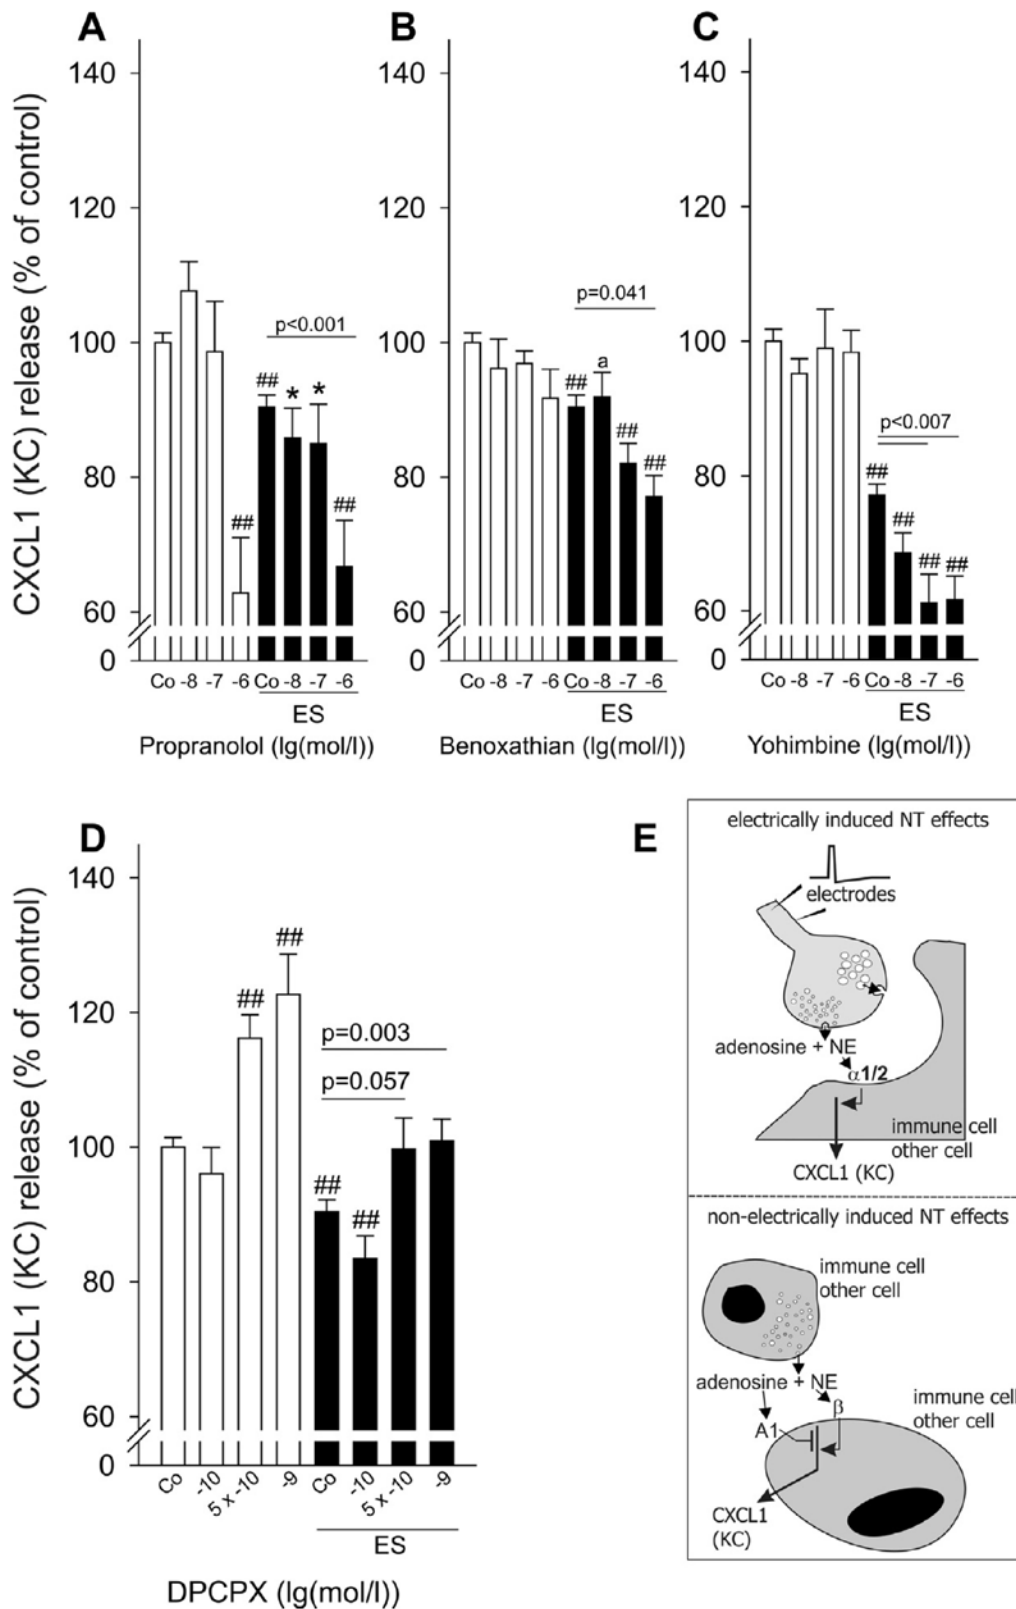 A
B
C
CXCL1 (KC) release (% of control)
140
120
100
80
60
0
p<0.001
##
*
*
##
##
Co -8 -7 -6 Co -8 -7 -6
ES
Propranolol (lg(mol/l))
140
120
100
80
60
0
p=0.041
##
a
##
##
Co -8 -7 -6 Co -8 -7 -6
ES
Benoxathian (lg(mol/l))
140
120
100
80
60
0
p<0.007
##
##
##
##
Co -8 -7 -6 Co -8 -7 -6
ES
Yohimbine (lg(mol/l))
D
CXCL1 (KC) release (% of control)
140
120
100
80
60
0
##
##
p=0.003
p=0.057
##
##
Co -10 5 x -10 -9 Co -10 5 x -10 -9
ES
DPCPX (lg(mol/l))
E
electrically induced NT effects
electrodes
adenosine + NE
α1/2
immune cell
other cell
CXCL1 (KC)
non-electrically induced NT effects
immune cell
other cell
adenosine + NE
β
A1
immune cell
other cell
CXCL1
(KC)